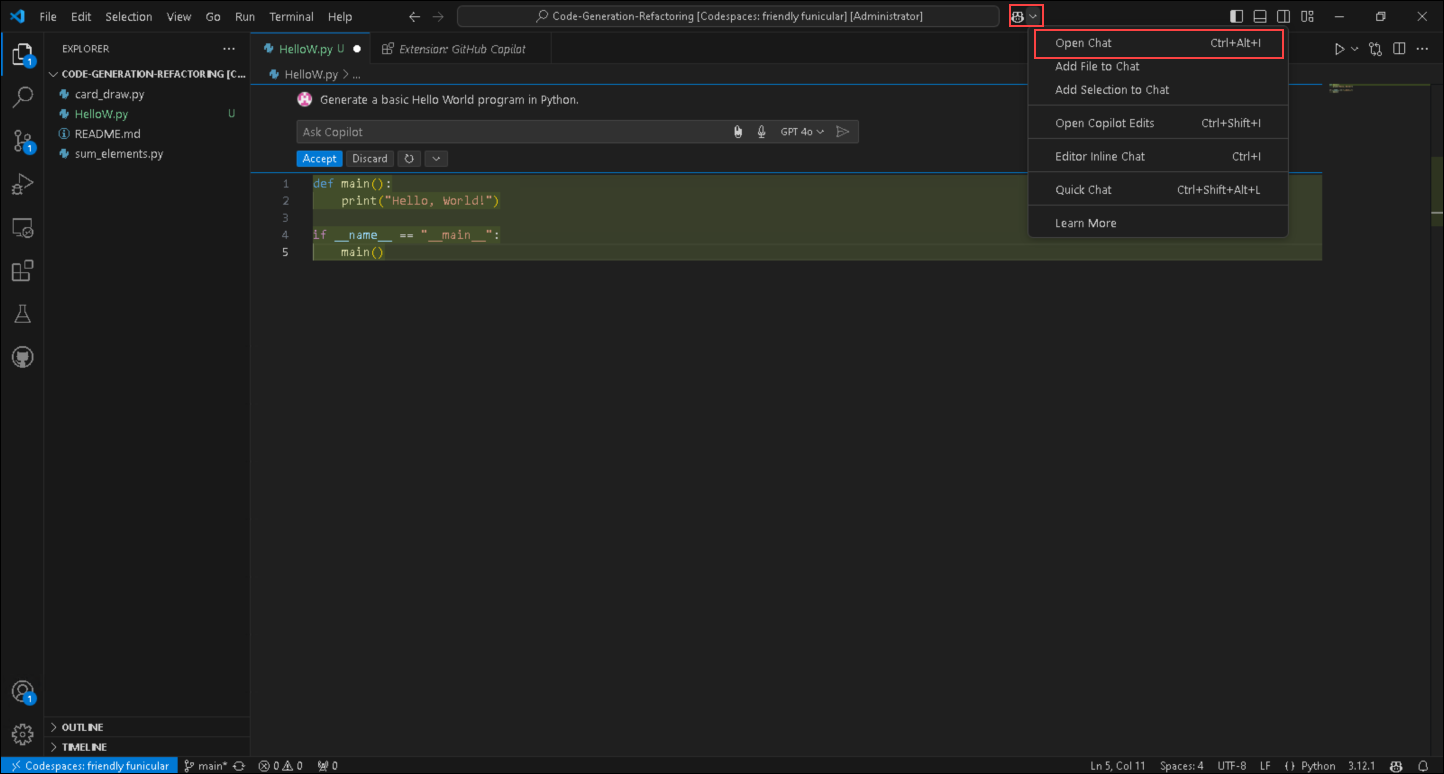 File Edit Selection View Go Run Terminal Help
Code-Generation-Refactoring [Codespaces: friendly funicular] [Administrator]
EXPLORER
HelloW.py U
Extension: GitHub Copilot
Open Chat Ctrl+Alt+I
Add File to Chat
Add Selection to Chat
Open Copilot Edits Ctrl+Shift+I
Editor Inline Chat Ctrl+I
Quick Chat Ctrl+Shift+Alt+L
Learn More
CODE-GENERATION-REFACTORING [C...
card_draw.py
HelloW.py U
README.md
sum_elements.py
HelloW.py > ...
Generate a basic Hello World program in Python.
Ask Copilot GPT 4o
Accept Discard
1 def main():
2 print("Hello, World!")
3
4 if __name__ == "__main__":
5 main()
OUTLINE
TIMELINE
Codespaces: friendly funicular main* 0 0 0 Ln 5, Col 11 Spaces: 4 UTF-8 LF {} Python 3.12.1
1
1
1